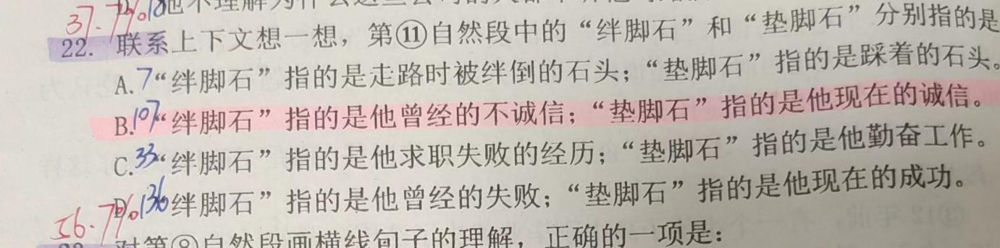 37.7%
22. 联系上下文想一想，第⑪自然段中的“绊脚石”和“垫脚石”分别指的是
A. 7 “绊脚石”指的是走路时被绊倒的石头；“垫脚石”指的是踩着的石头。
B. 107 “绊脚石”指的是他曾经的不诚信；“垫脚石”指的是他现在的诚信。
C. 33 “绊脚石”指的是他求职失败的经历；“垫脚石”指的是他勤奋工作。
D. 136 “绊脚石”指的是他曾经的失败；“垫脚石”指的是他现在的成功。
56.7%
对第⑨自然段画横线句子的理解，正确的一项是：